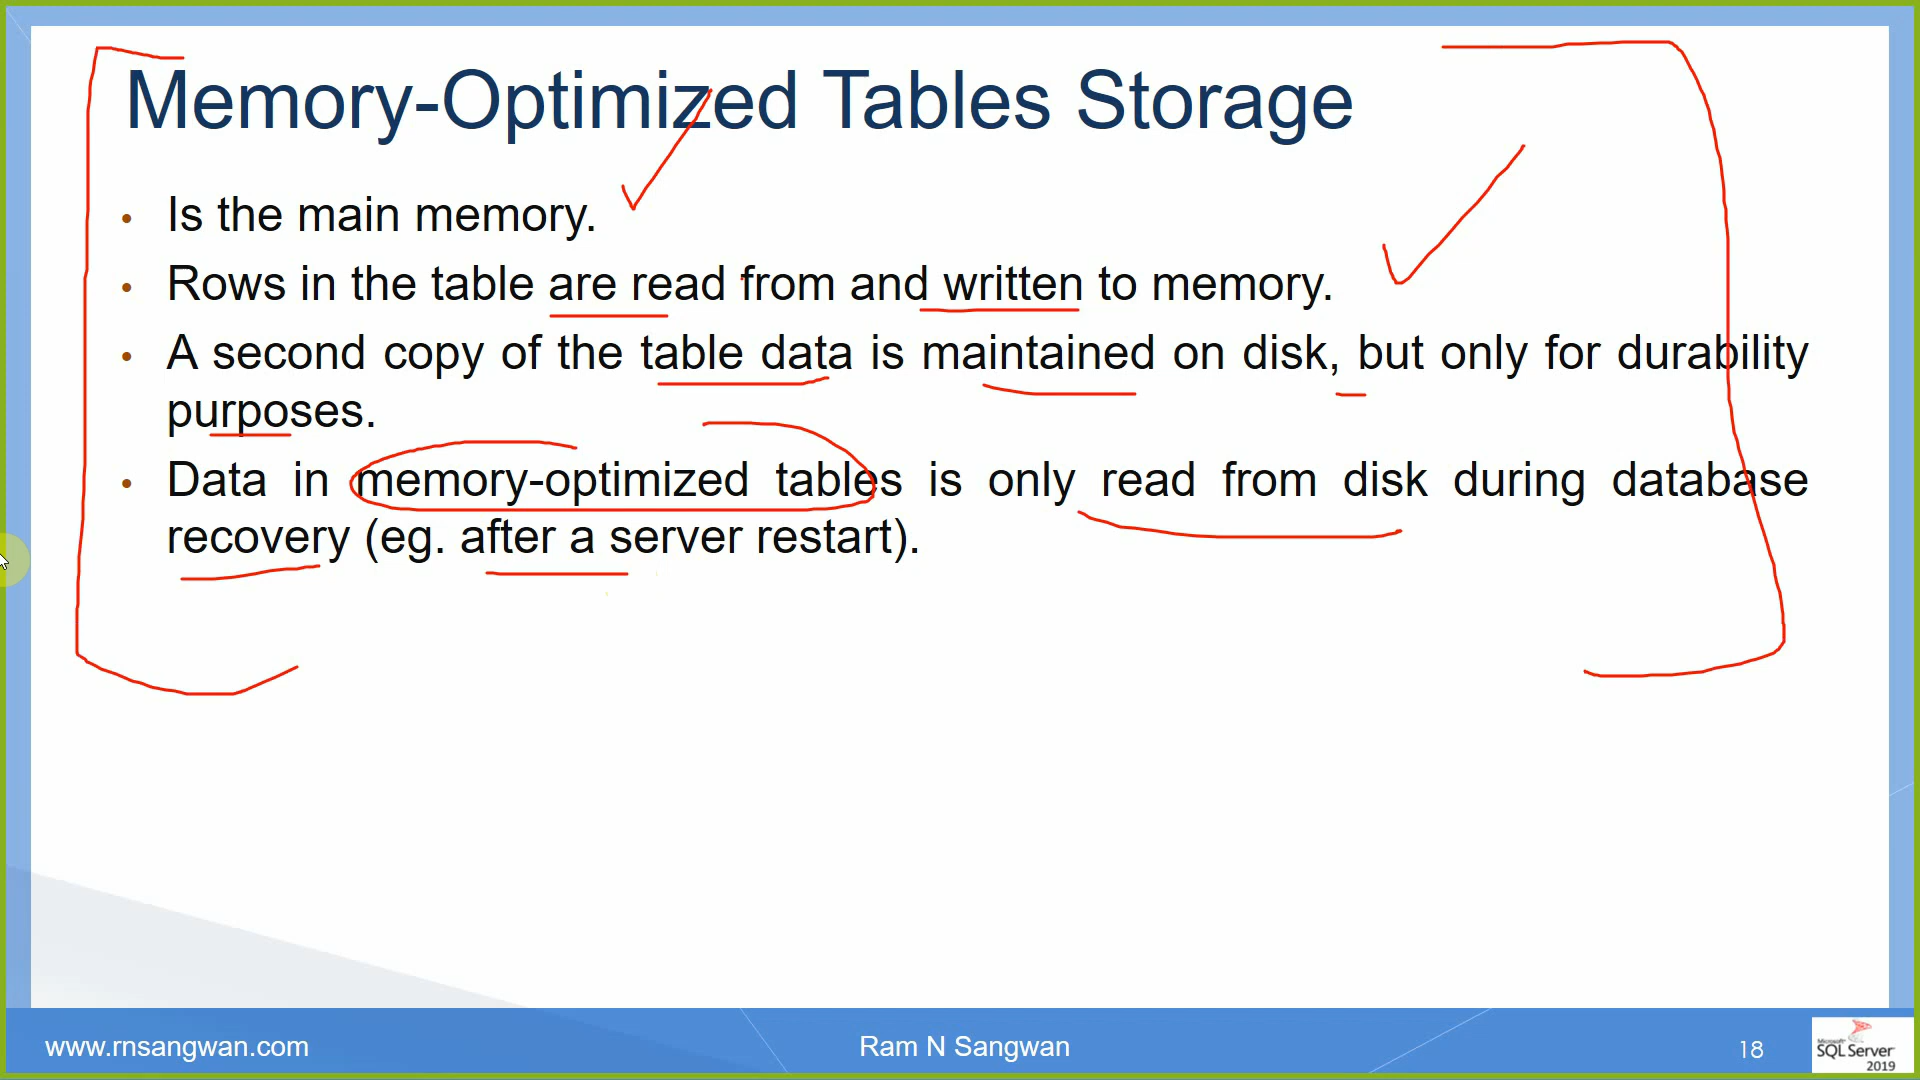 Memory-Optimized Tables Storage
• Is the main memory.
• Rows in the table are read from and written to memory.
• A second copy of the table data is maintained on disk, but only for durability
purposes.
• Data in memory-optimized tables is only read from disk during database
recovery (eg. after a server restart).
www.rnsangwan.com
Ram N Sangwan
18
Microsoft
SQL Server
2019